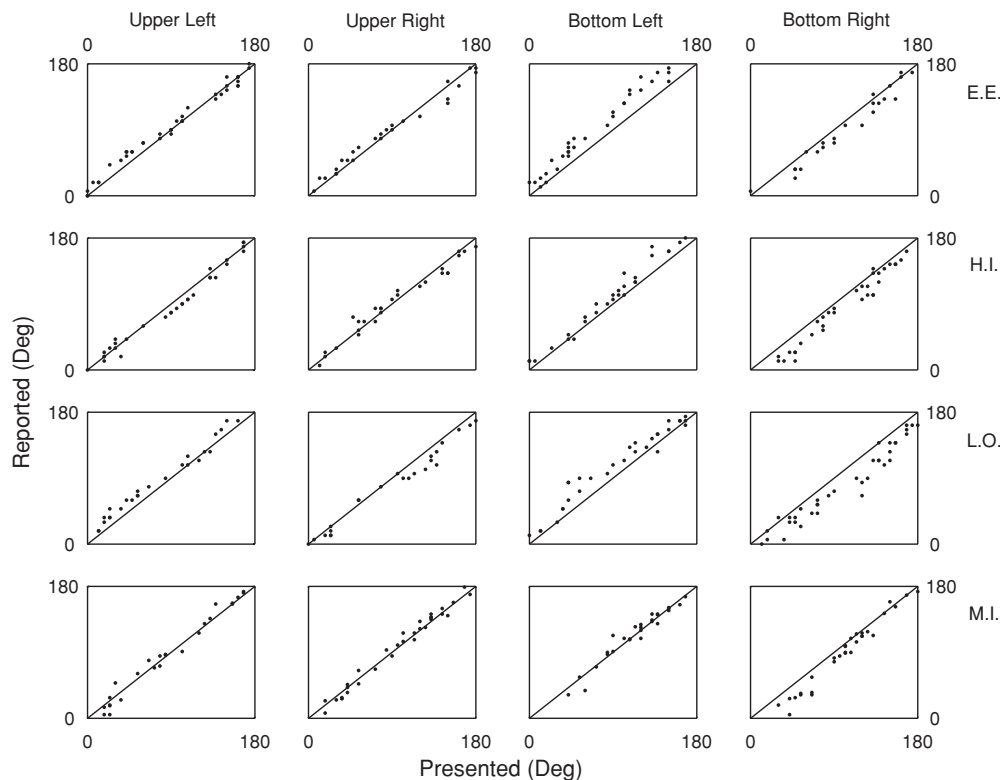 Upper Left Upper Right Bottom Left Bottom Right
0 180 0 180 0 180 0 180
180 180 E.E.
0 0
180 180 H.I.
0 0
180 180 L.O.
0 0
180 180 M.I.
0 0
0 180 0 180 0 180 0 180
Reported (Deg)
Presented (Deg)